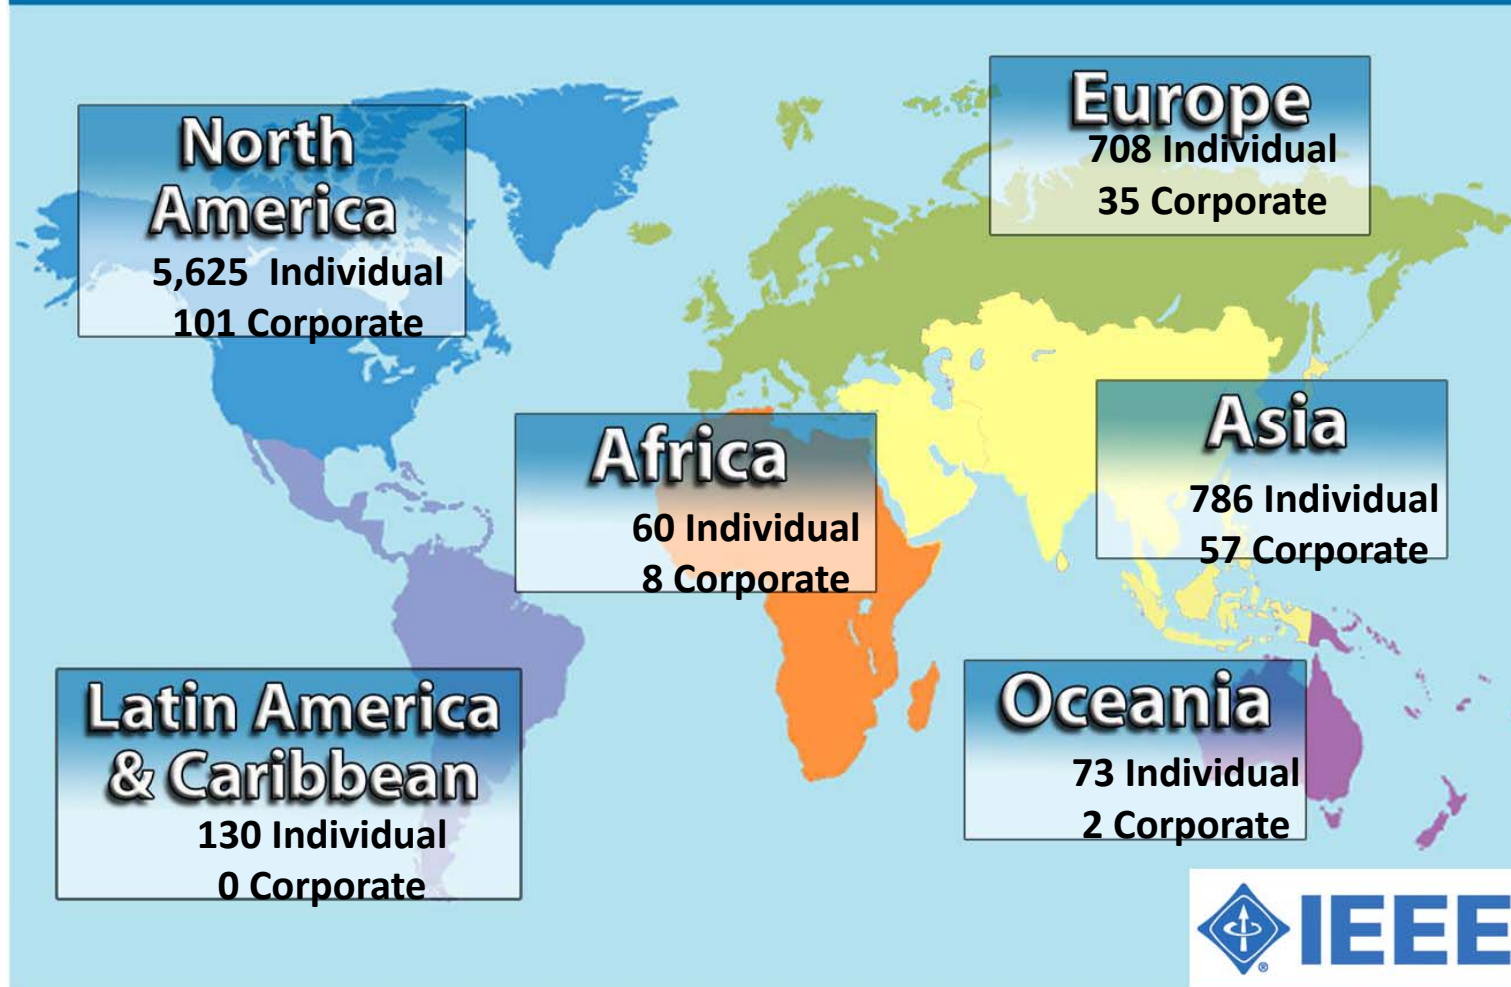 North
America
5,625 Individual
101 Corporate
Europe
708 Individual
35 Corporate
Africa
60 Individual
8 Corporate
Asia
786 Individual
57 Corporate
Latin America
& Caribbean
130 Individual
0 Corporate
Oceania
73 Individual
2 Corporate
IEEE
®